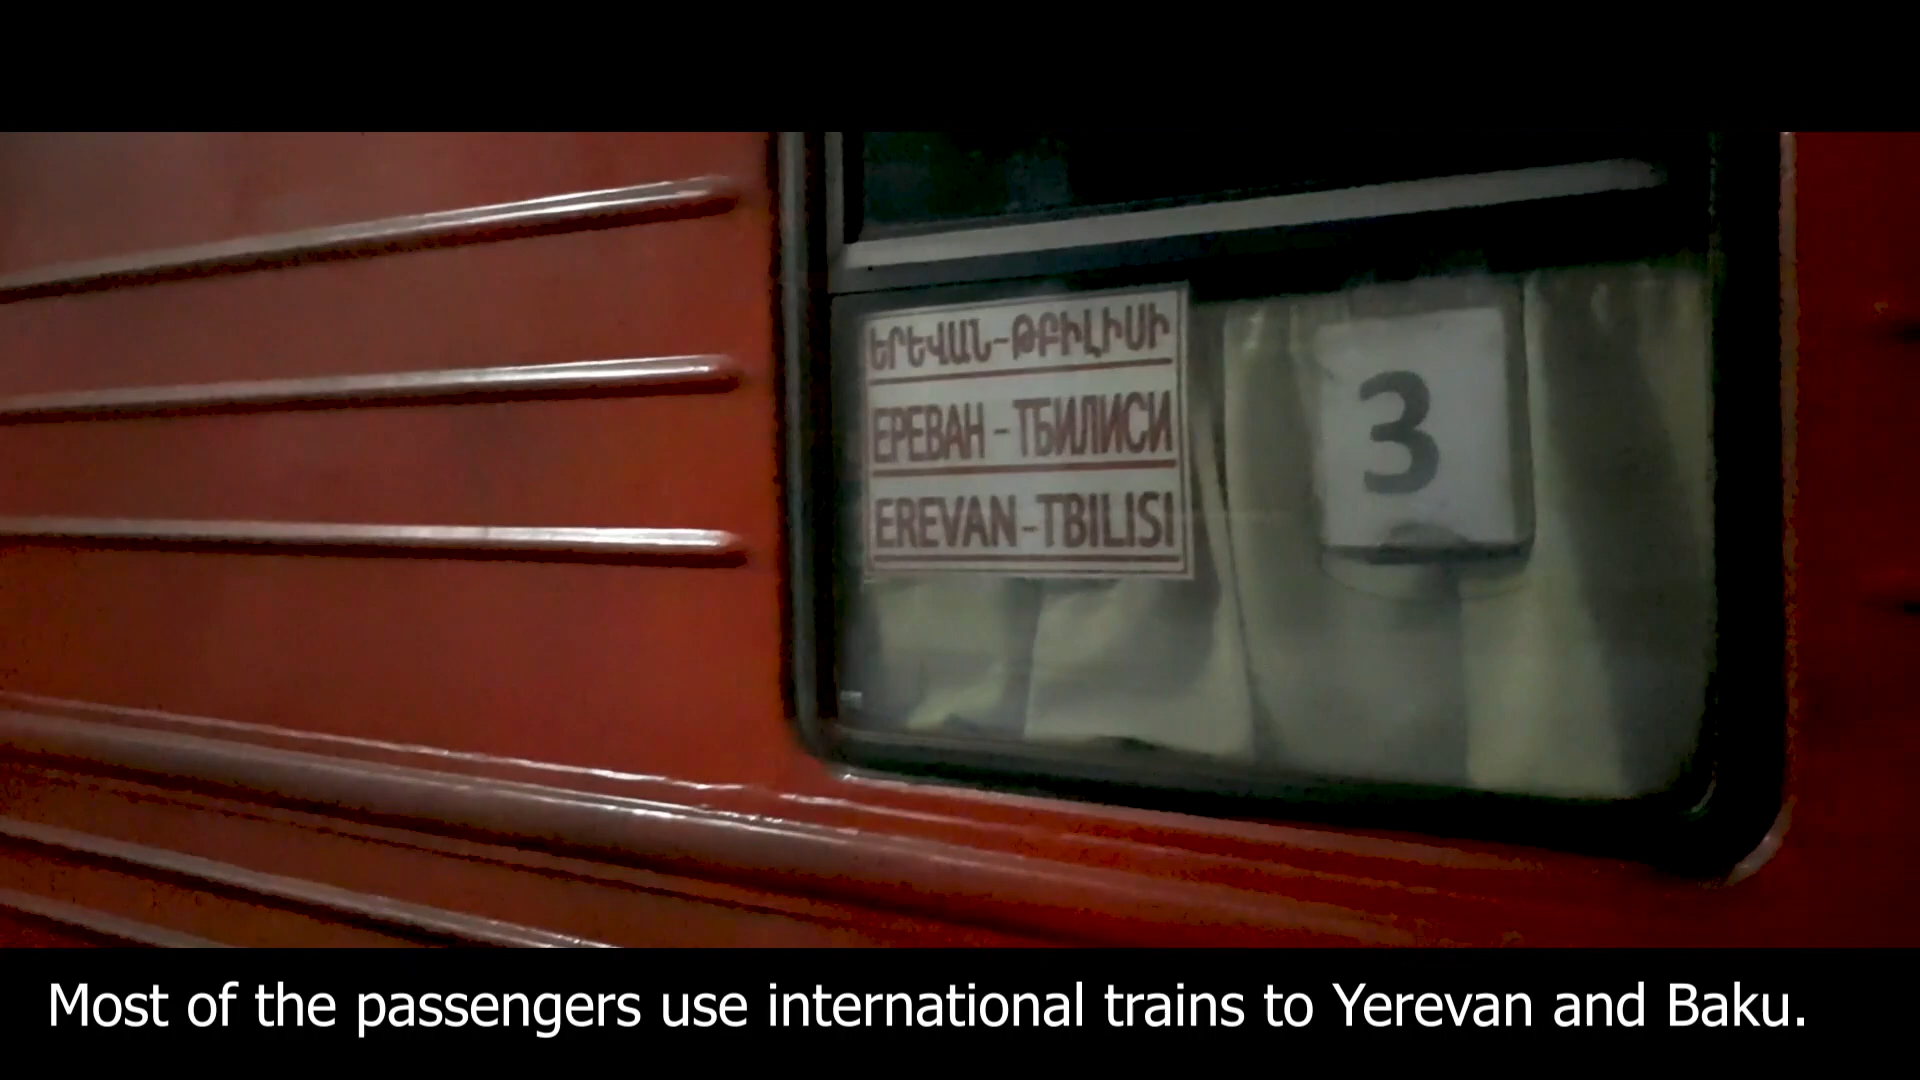 ԵՐԵՎԱՆ-ԹԲԻԼԻՍԻ
ЕРЕВАН - ТБИЛИСИ
EREVAN-TBILISI
3
Most of the passengers use international trains to Yerevan and Baku.